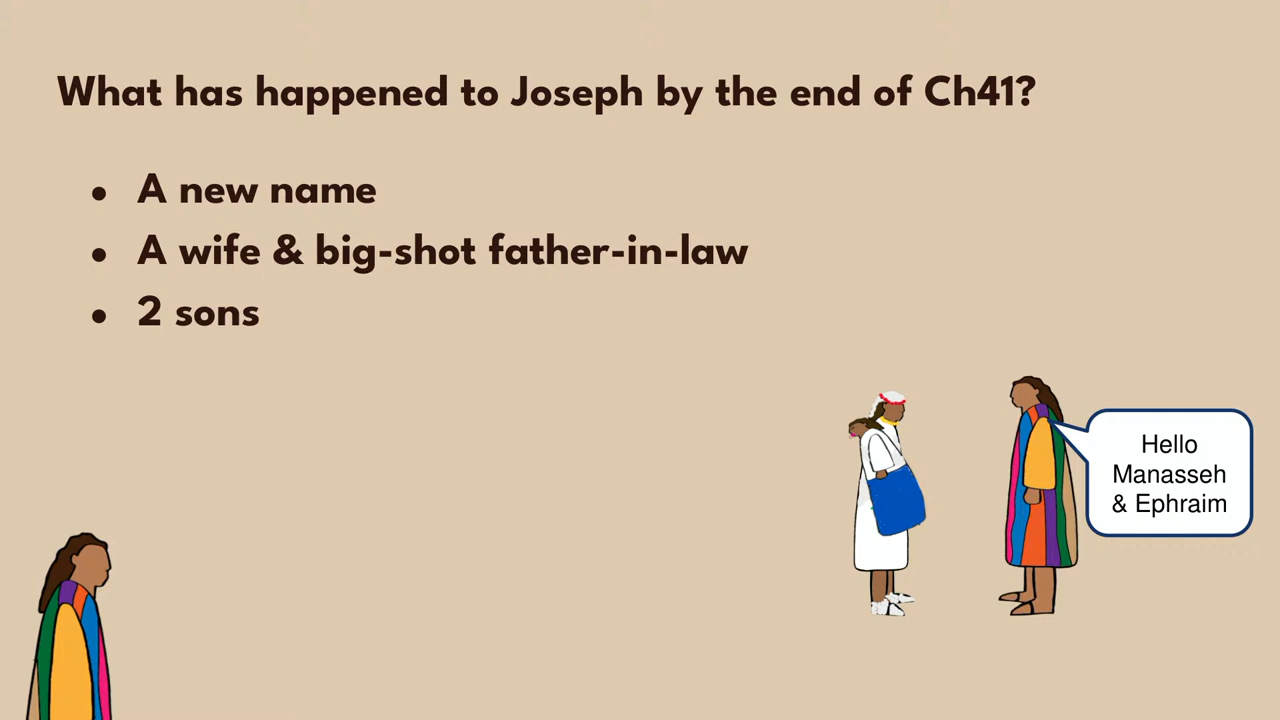 What has happened to Joseph by the end of Ch41?
• A new name
• A wife & big-shot father-in-law
• 2 sons
Hello
Manasseh
& Ephraim